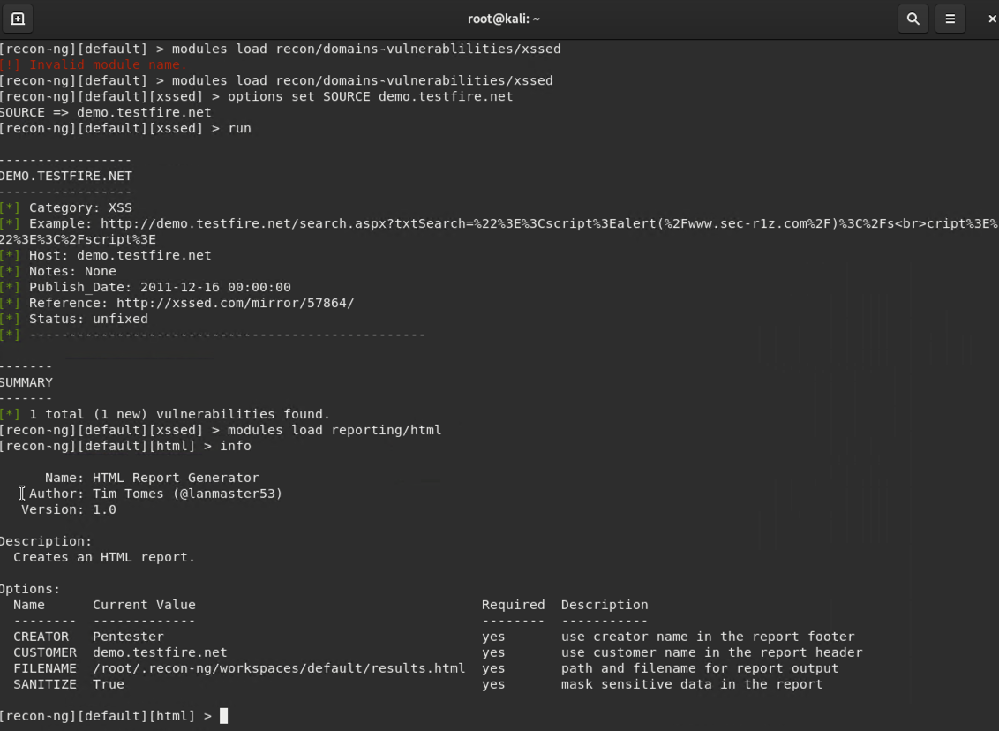 root@kali: ~
[recon-ng][default] > modules load recon/domains-vulnerablilities/xssed
[!] Invalid module name.
[recon-ng][default] > modules load recon/domains-vulnerabilities/xssed
[recon-ng][default][xssed] > options set SOURCE demo.testfire.net
SOURCE => demo.testfire.net
[recon-ng][default][xssed] > run
-----------------
DEMO.TESTFIRE.NET
-----------------
[*] Category: XSS
[*] Example: http://demo.testfire.net/search.aspx?txtSearch=%22%3E%3Cscript%3Ealert(%2Fwww.sec-r1z.com%2F)%3C%2Fs<br>cript%3E%
22%3E%3C%2Fscript%3E
[*] Host: demo.testfire.net
[*] Notes: None
[*] Publish_Date: 2011-12-16 00:00:00
[*] Reference: http://xssed.com/mirror/57864/
[*] Status: unfixed
[*] --------------------------------------------------
-------
SUMMARY
-------
[*] 1 total (1 new) vulnerabilities found.
[recon-ng][default][xssed] > modules load reporting/html
[recon-ng][default][html] > info
Name: HTML Report Generator
Author: Tim Tomes (@lanmaster53)
Version: 1.0
Description:
Creates an HTML report.
Options:
Name Current Value Required Description
-------- ------------- -------- -----------
CREATOR Pentester yes use creator name in the report footer
CUSTOMER demo.testfire.net yes use customer name in the report header
FILENAME /root/.recon-ng/workspaces/default/results.html yes path and filename for report output
SANITIZE True yes mask sensitive data in the report
[recon-ng][default][html] >